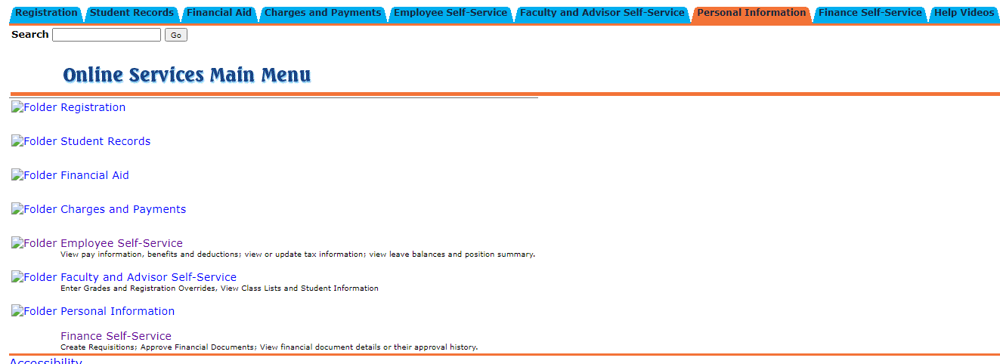 Registration Student Records Financial Aid Charges and Payments Employee Self-Service Faculty and Advisor Self-Service Personal Information Finance Self-Service Help Videos
Search Go
Online Services Main Menu
Folder Registration
Folder Student Records
Folder Financial Aid
Folder Charges and Payments
Folder Employee Self-Service
View pay information, benefits and deductions; view or update tax information; view leave balances and position summary.
Folder Faculty and Advisor Self-Service
Enter Grades and Registration Overrides, View Class Lists and Student Information
Folder Personal Information
Finance Self-Service
Create Requisitions; Approve Financial Documents; View financial document details or their approval history.
Accessibility